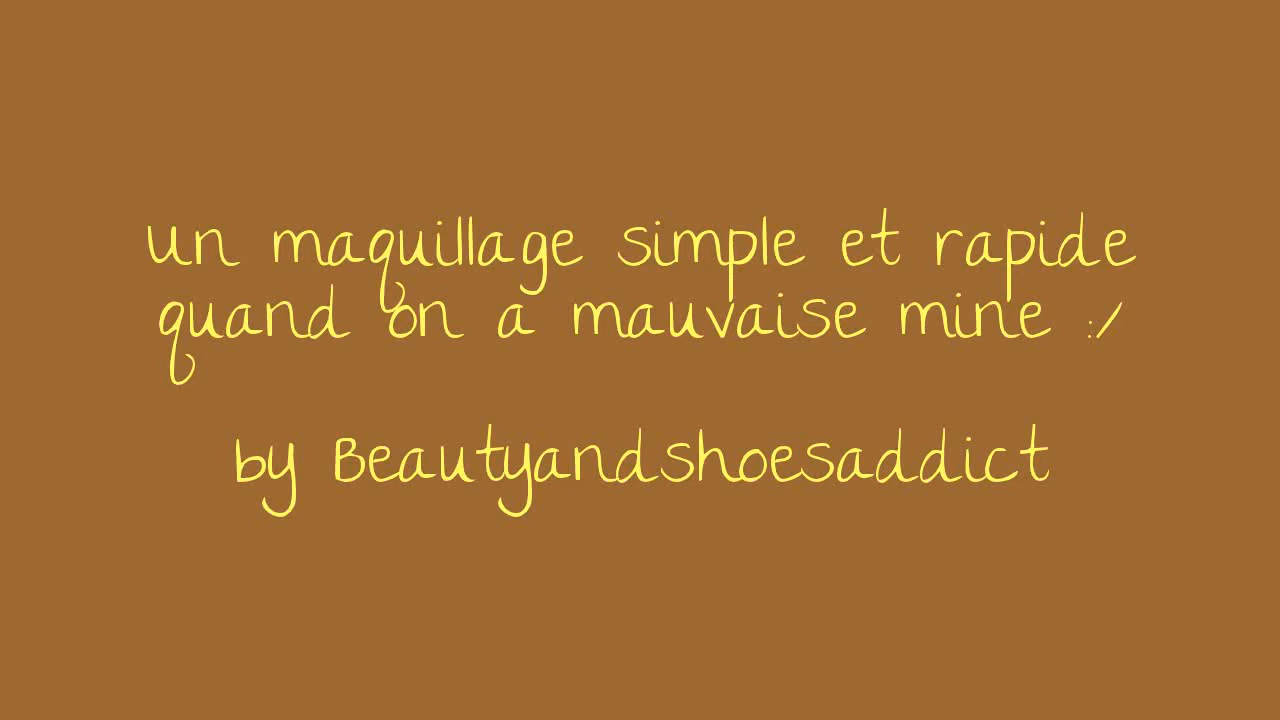 Un maquillage simple et rapide
quand on a mauvaise mine :/
by Beautyandshoesaddict